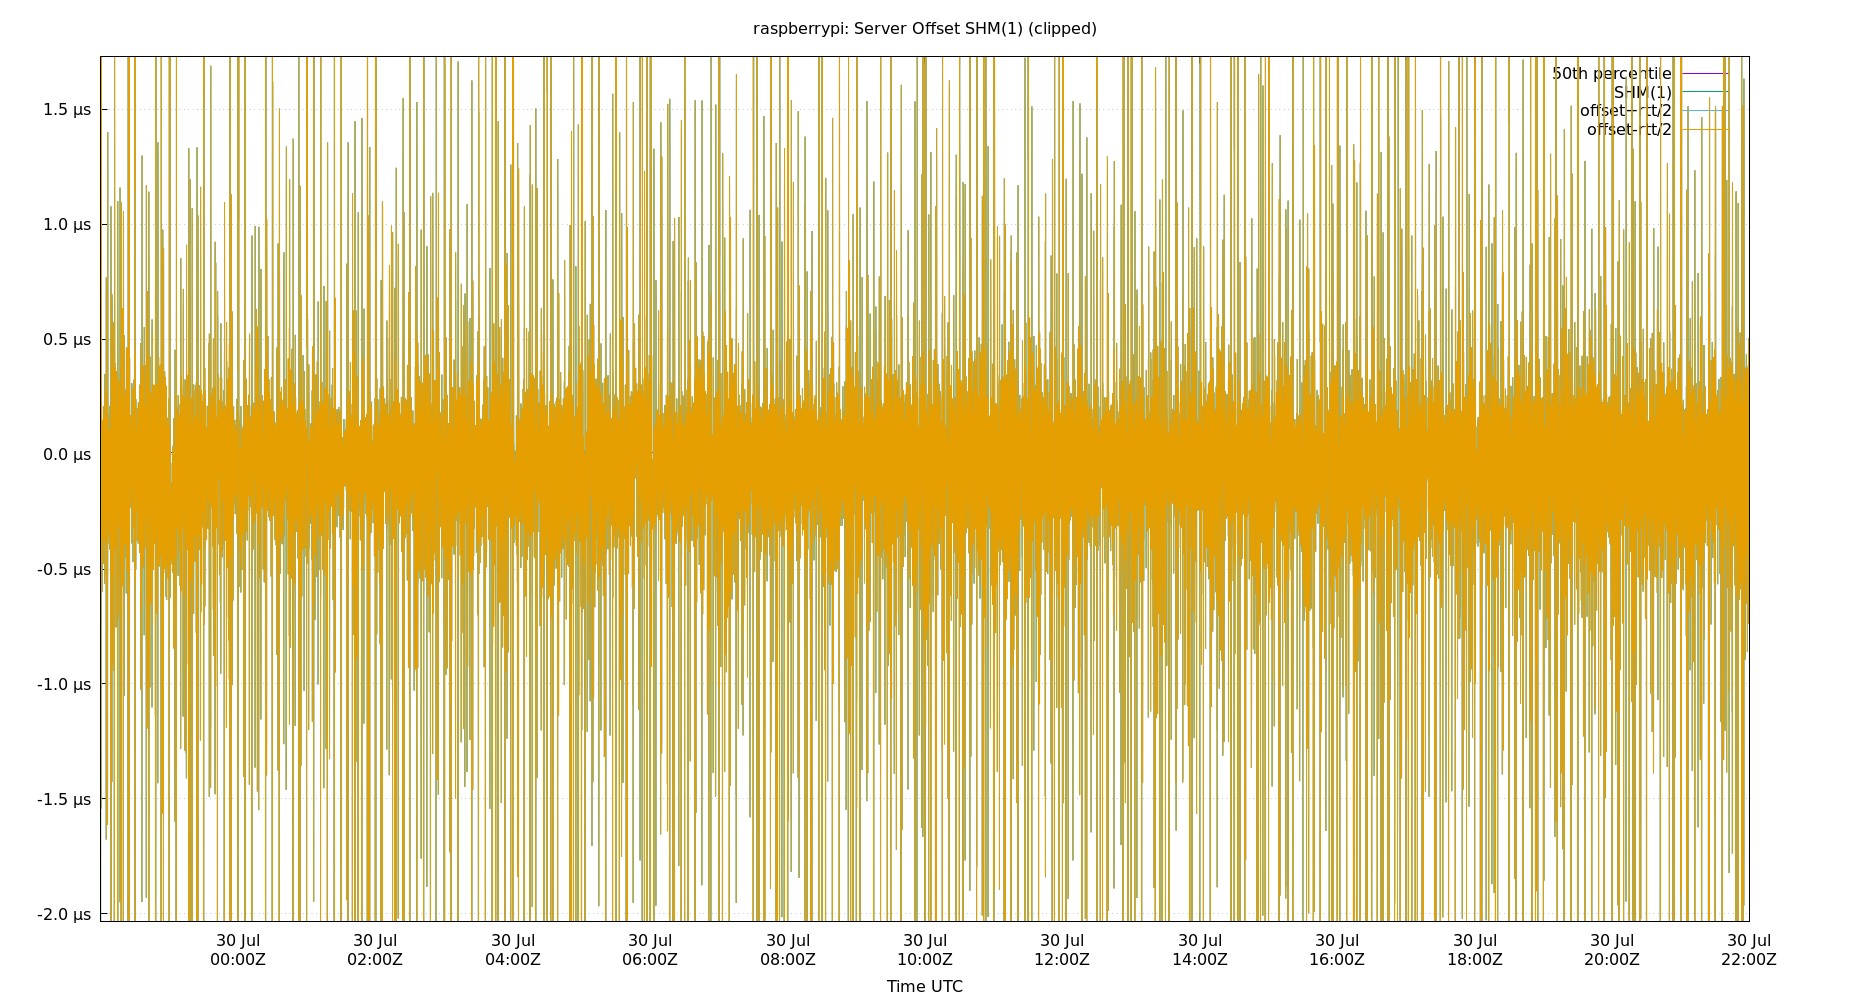 raspberrypi: Server Offset SHM(1) (clipped)
50th percentile
SHM(1)
offset+rtt/2
offset-rtt/2
1.5 µs
1.0 µs
0.5 µs
0.0 µs
-0.5 µs
-1.0 µs
-1.5 µs
-2.0 µs
30 Jul 30 Jul 30 Jul 30 Jul 30 Jul 30 Jul 30 Jul 30 Jul 30 Jul 30 Jul 30 Jul 30 Jul
00:00Z 02:00Z 04:00Z 06:00Z 08:00Z 10:00Z 12:00Z 14:00Z 16:00Z 18:00Z 20:00Z 22:00Z
Time UTC